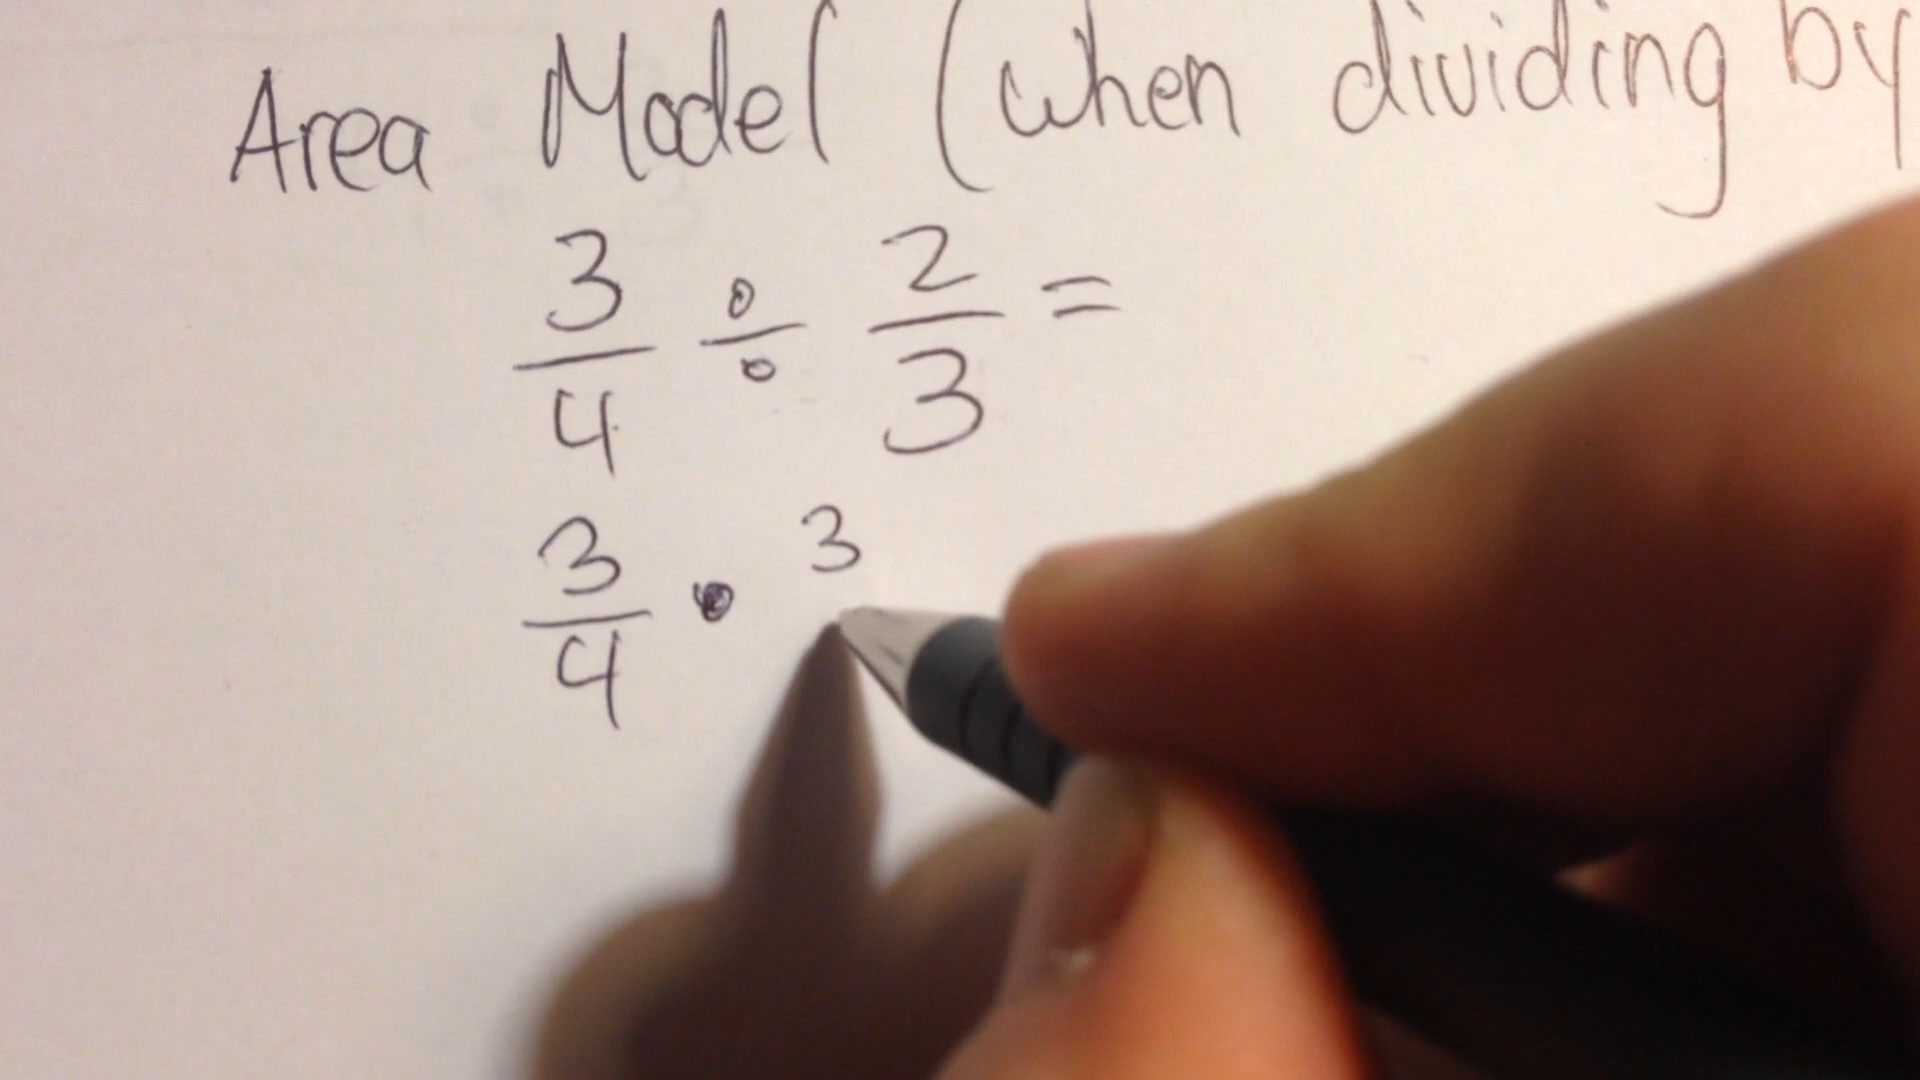 Area Model (when dividing by
3/4 ÷ 2/3 =
3/4 • 3